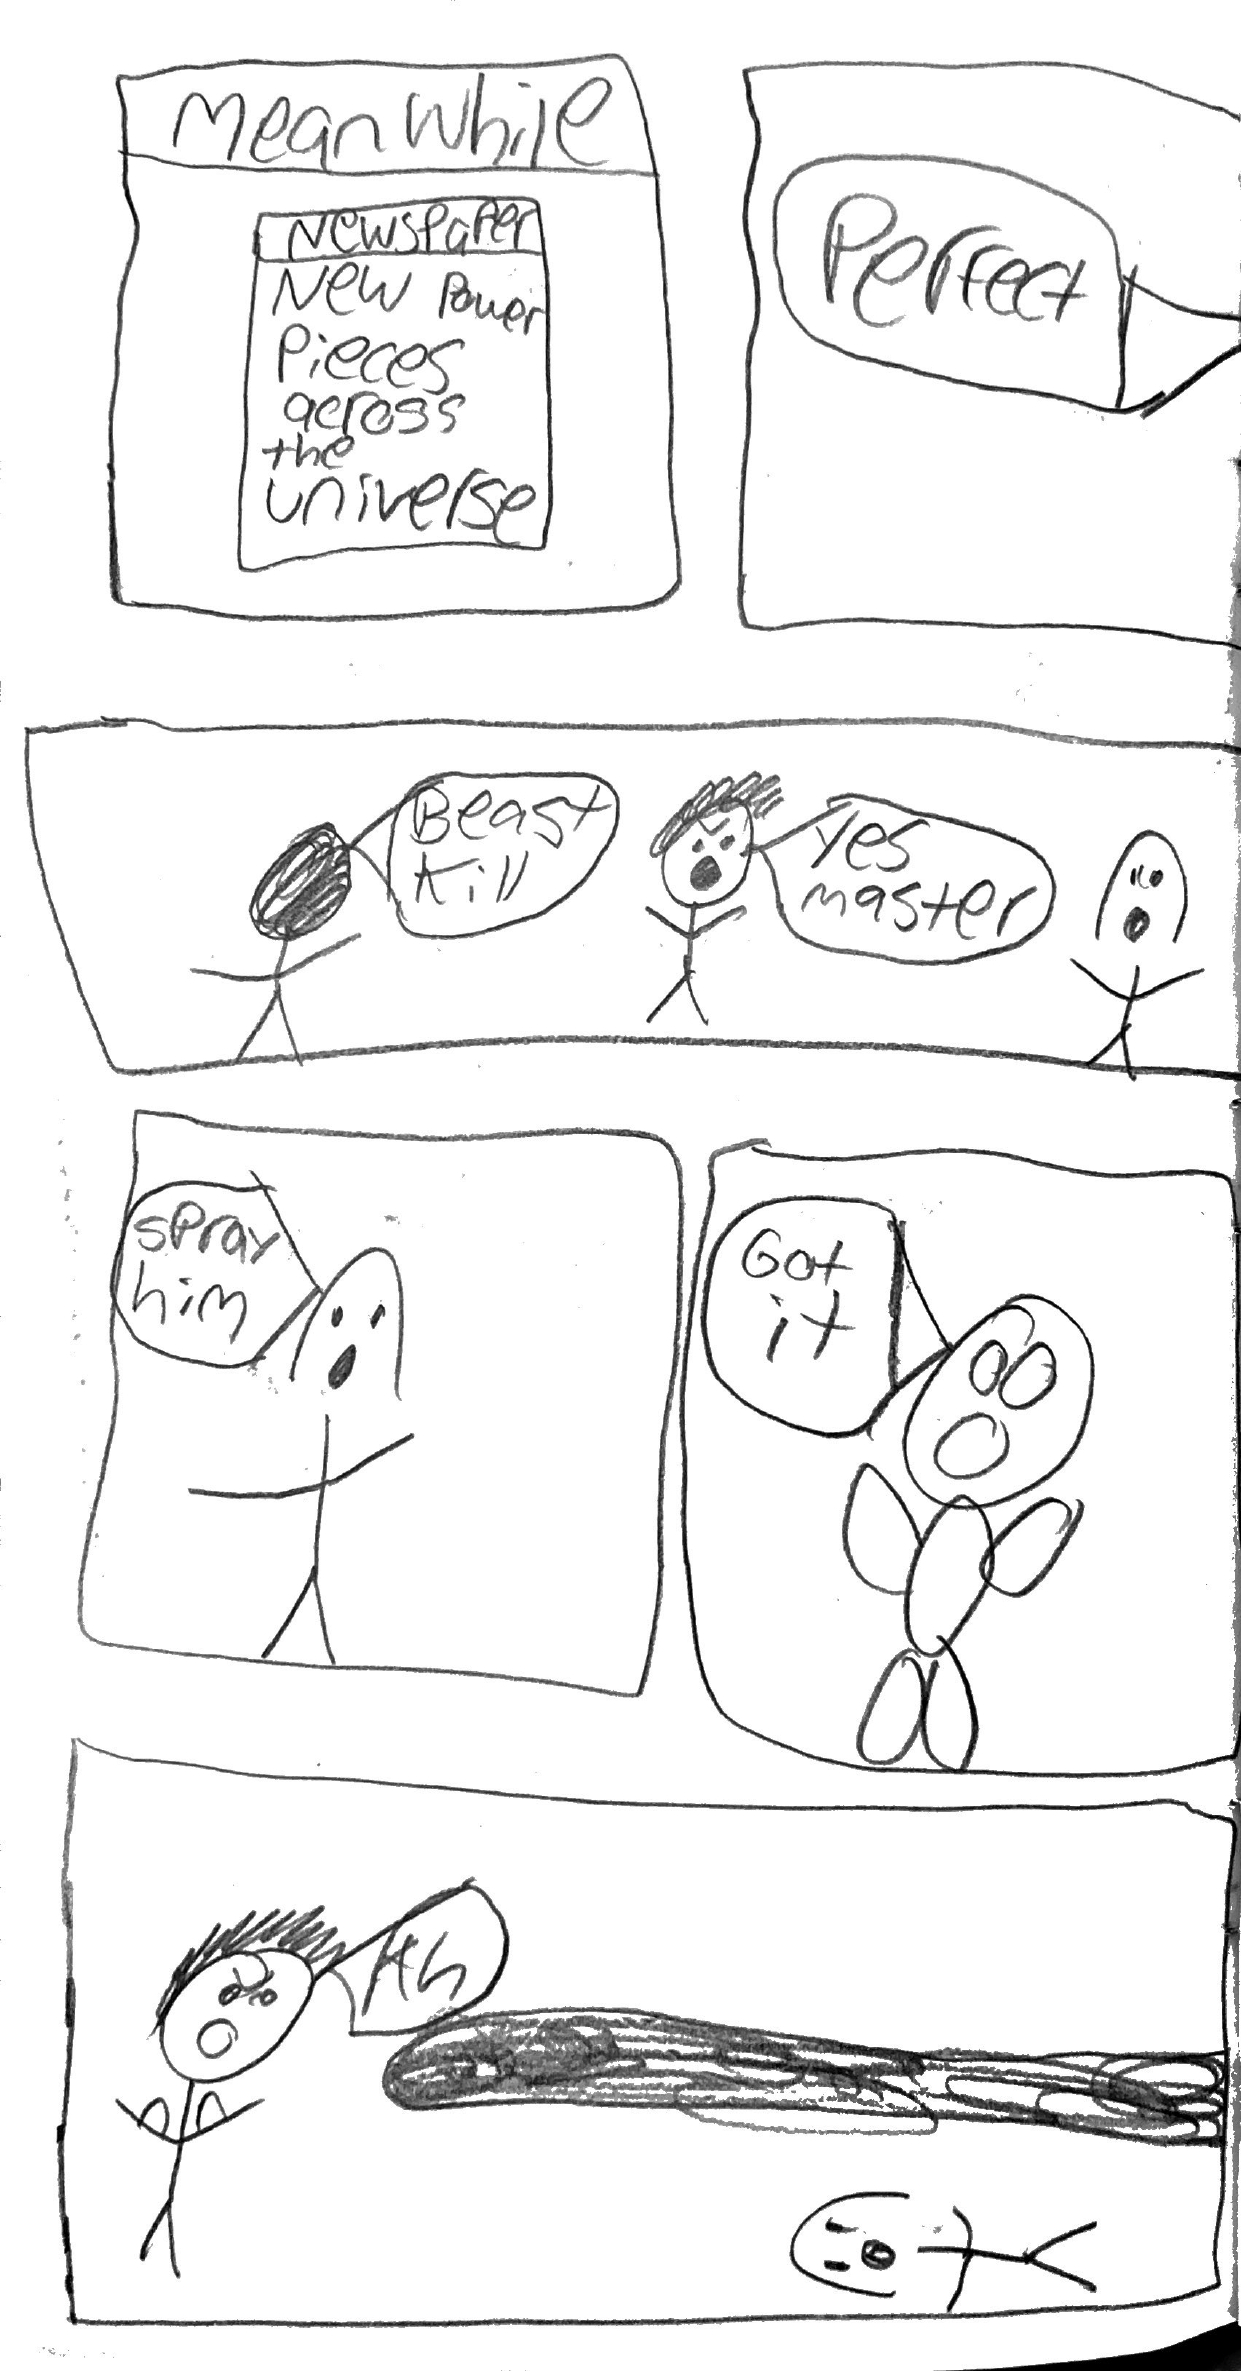 Meanwhile
Newspaper
New Power
Pieces
across
the
universe
Perfect
Beast
Kill
Yes
master
spray
him
Got
it
Ah